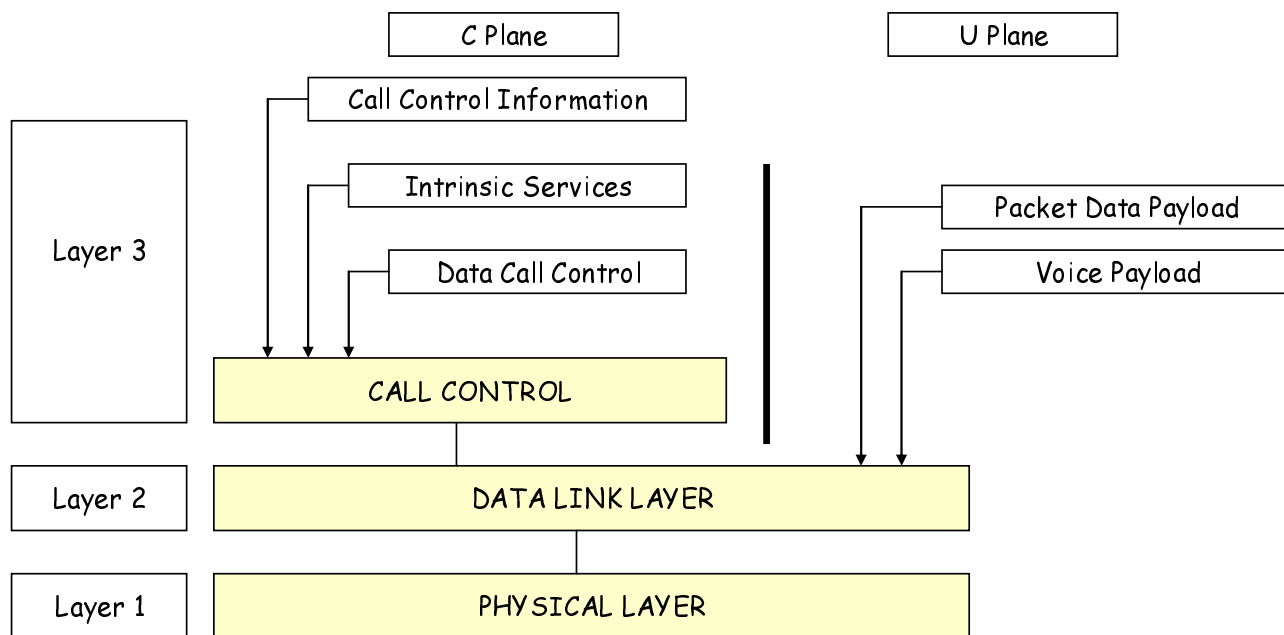 C Plane
U Plane
Call Control Information
Intrinsic Services
Packet Data Payload
Layer 3
Data Call Control
Voice Payload
CALL CONTROL
Layer 2
DATA LINK LAYER
Layer 1
PHYSICAL LAYER